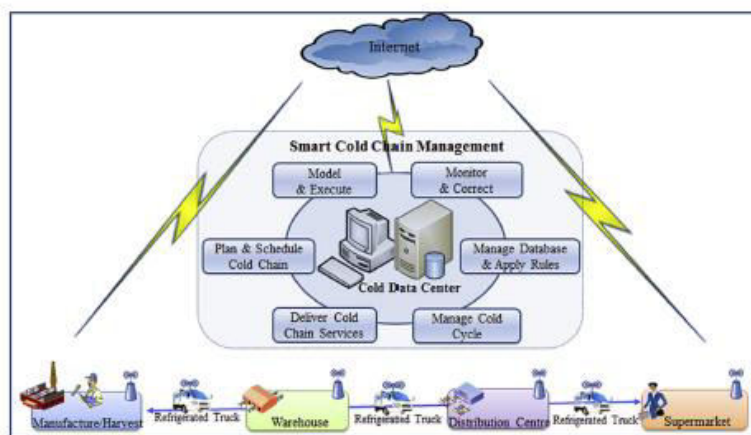 Internet
Smart Cold Chain Management
Model
& Execute
Monitor
& Correct
Plan & Schedule
Cold Chain
Manage Database
& Apply Rules
Cold Data Center
Deliver Cold
Chain Services
Manage Cold
Cycle
Manufacture/Harvest
Refrigerated Truck
Warehouse
Refrigerated Truck
Distribution Centre
Refrigerated Truck
Supermarket